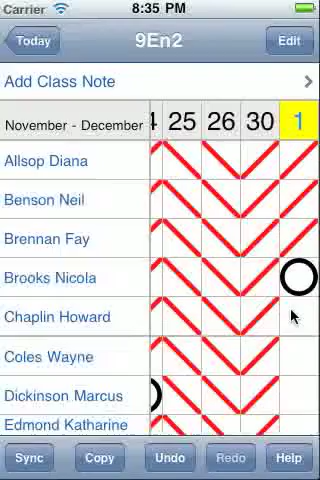 Carrier 8:35 PM
Today 9En2 Edit
Add Class Note
November - December 4 25 26 30 1
Allsop Diana
Benson Neil
Brennan Fay
Brooks Nicola
Chaplin Howard
Coles Wayne
Dickinson Marcus
Edmond Katharine
Sync Copy Undo Redo Help